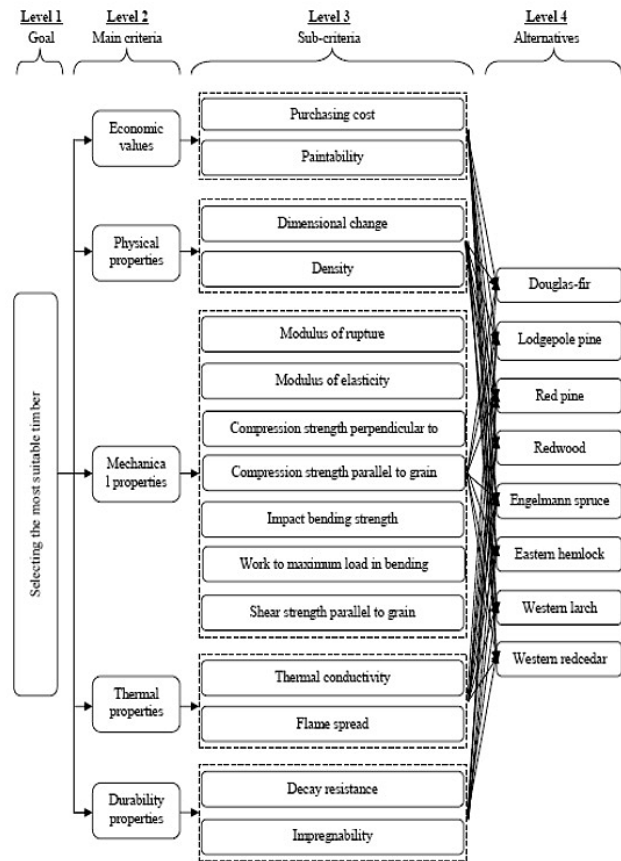 Level 1
Goal
Level 2
Main criteria
Level 3
Sub-criteria
Level 4
Alternatives
Selecting the most suitable timber
Economic
values
Physical
properties
Mechanica
l properties
Thermal
properties
Durability
properties
Purchasing cost
Paintability
Dimensional change
Density
Modulus of rupture
Modulus of elasticity
Compression strength perpendicular to
Compression strength parallel to grain
Impact bending strength
Work to maximum load in bending
Shear strength parallel to grain
Thermal conductivity
Flame spread
Decay resistance
Impregnability
Douglas-fir
Lodgepole pine
Red pine
Redwood
Engelmann spruce
Eastern hemlock
Western larch
Western redcedar